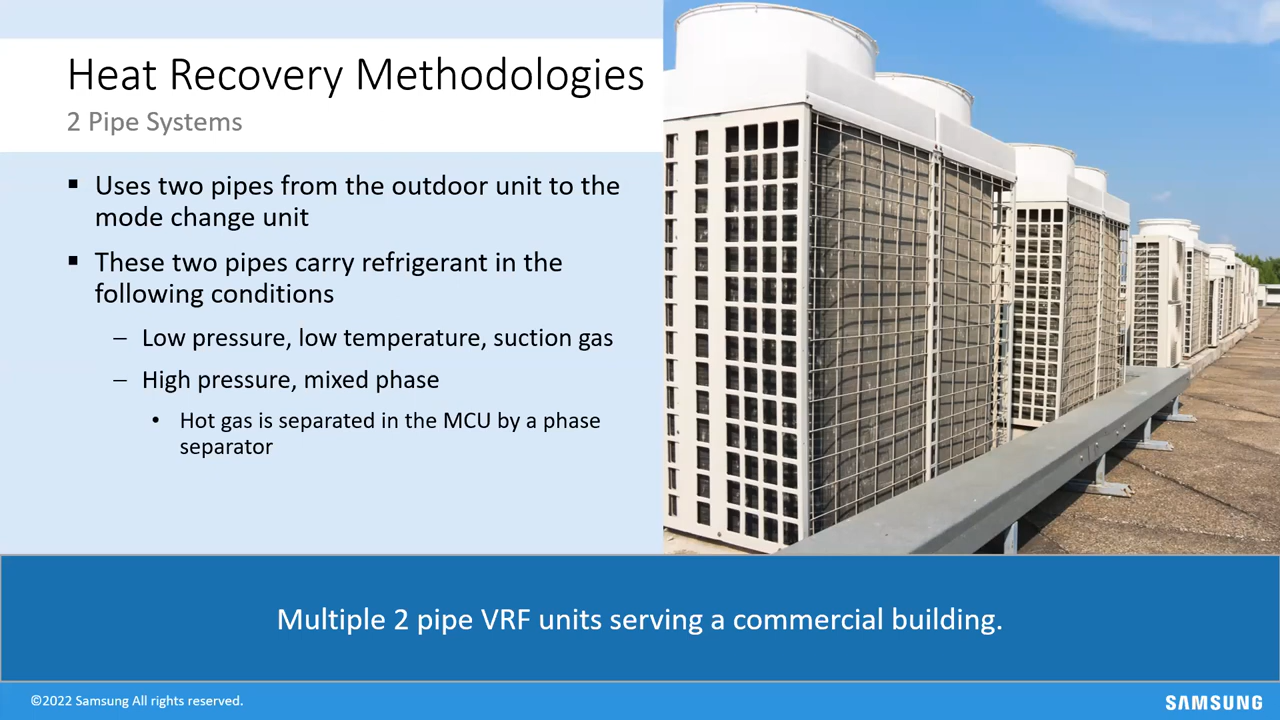 Heat Recovery Methodologies
2 Pipe Systems
▪ Uses two pipes from the outdoor unit to the
mode change unit
▪ These two pipes carry refrigerant in the
following conditions
– Low pressure, low temperature, suction gas
– High pressure, mixed phase
• Hot gas is separated in the MCU by a phase
separator
Multiple 2 pipe VRF units serving a commercial building.
©2022 Samsung All rights reserved.
SAMSUNG